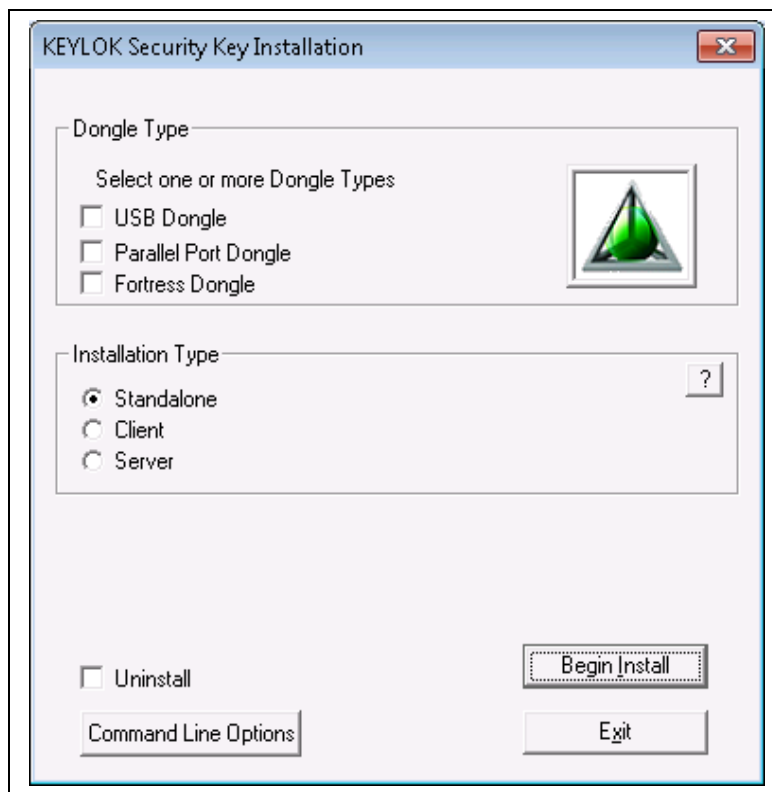 KEYLOK Security Key Installation
Dongle Type
Select one or more Dongle Types
USB Dongle
Parallel Port Dongle
Fortress Dongle
Installation Type
?
Standalone
Client
Server
Uninstall
Begin Install
Command Line Options
Exit